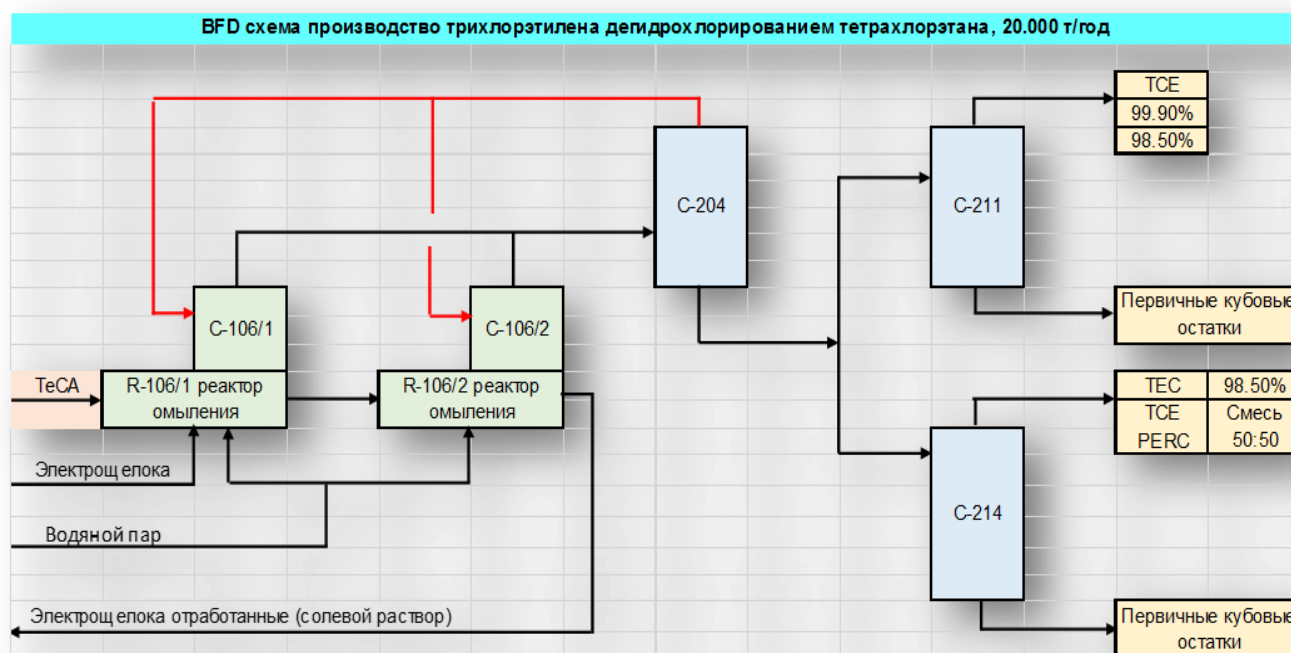 BFD схема производство трихлорэтилена дегидрохлорированием тетрахлорэтана, 20.000 т/год
TCE
99.90%
98.50%
C-204
C-211
C-106/1
C-106/2
Первичные кубовые
остатки
TeCA
R-106/1 реактор
омыления
R-106/2 реактор
омыления
TEC 98.50%
TCE Смесь
PERC 50:50
Электрощелока
C-214
Водяной пар
Электрощелока отработанные (солевой раствор)
Первичные кубовые
остатки